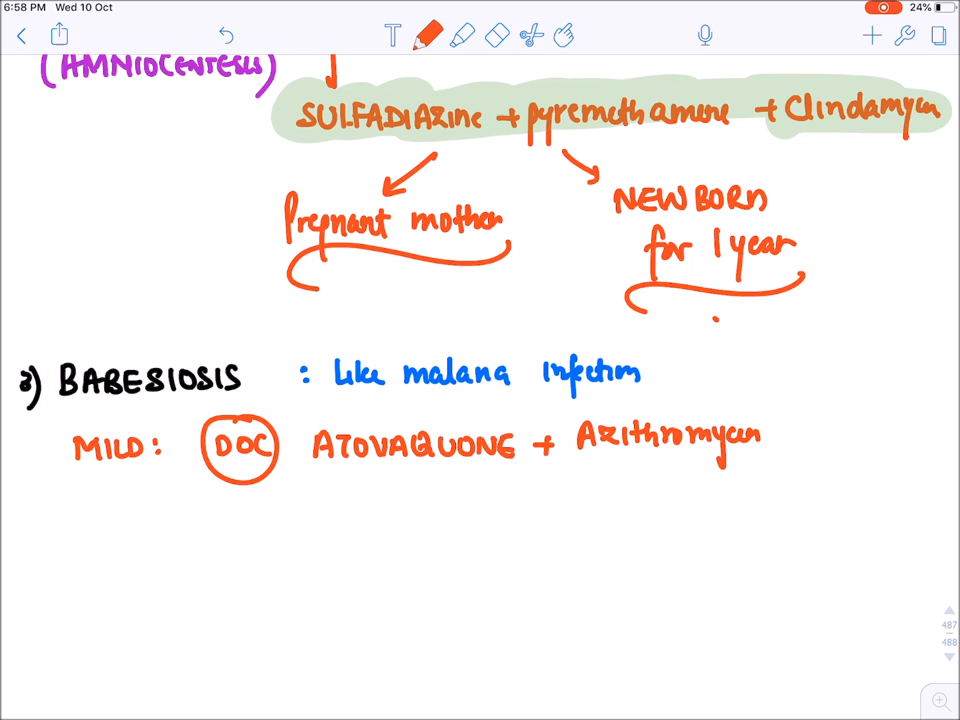 6:58 PM Wed 10 Oct
24%
(AMNIOCENTESIS)
SULFADIAZine + pyremethamine + Clindamycin
Pregnant mother
NEWBORN
for 1 year
3) BABESIOSIS : Like malaria infection
MILD: DOC ATOVAQUONE + Azithromycin
487
488